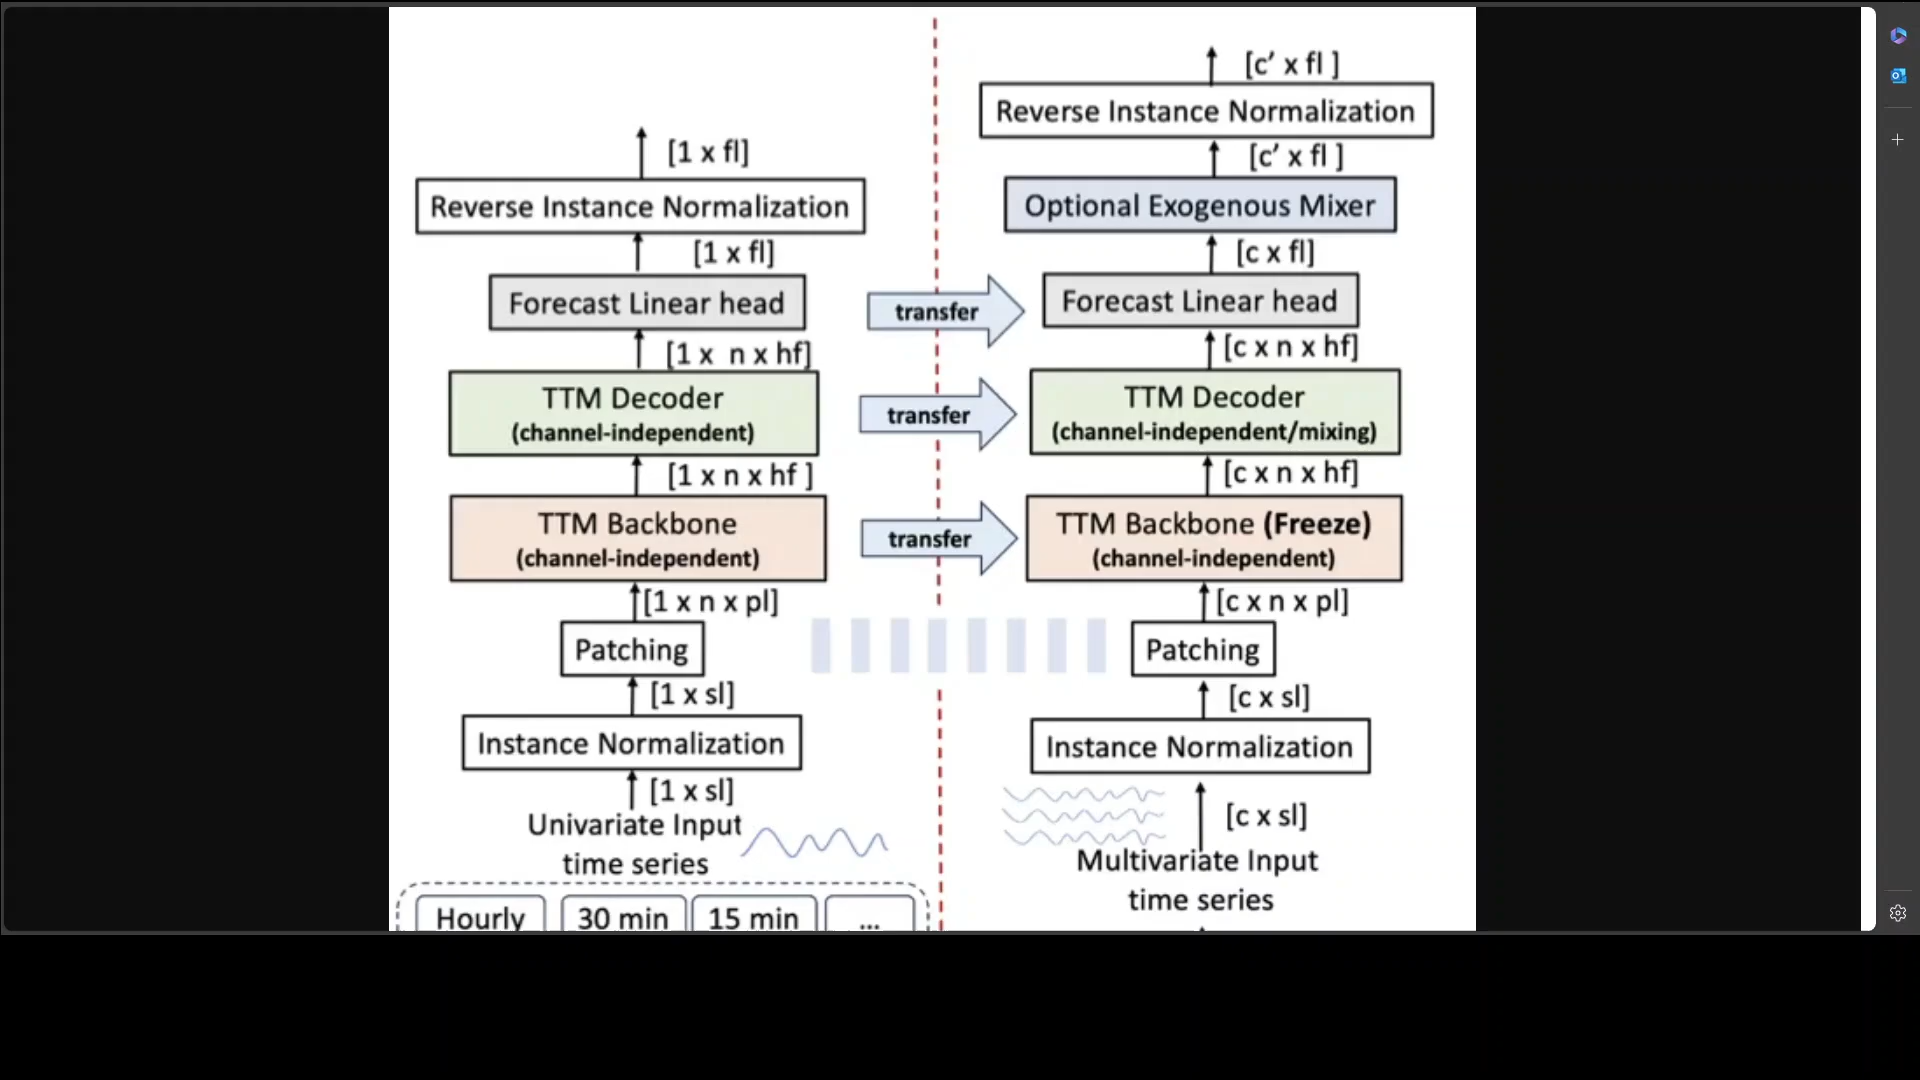 [1 x fl]
Reverse Instance Normalization
[1 x fl]
Forecast Linear head
[1 x  n x hf]
TTM Decoder
(channel-independent)
[1 x n x hf ]
TTM Backbone
(channel-independent)
[1 x n x pl]
Patching
[1 x sl]
Instance Normalization
[1 x sl]
Univariate Input
time series
Hourly
30 min
15 min
...
transfer
transfer
transfer
[c’ x fl ]
Reverse Instance Normalization
[c’ x fl ]
Optional Exogenous Mixer
[c x fl]
Forecast Linear head
[c x n x hf]
TTM Decoder
(channel-independent/mixing)
[c x n x hf]
TTM Backbone (Freeze)
(channel-independent)
[c x n x pl]
Patching
[c x sl]
Instance Normalization
[c x sl]
Multivariate Input
time series